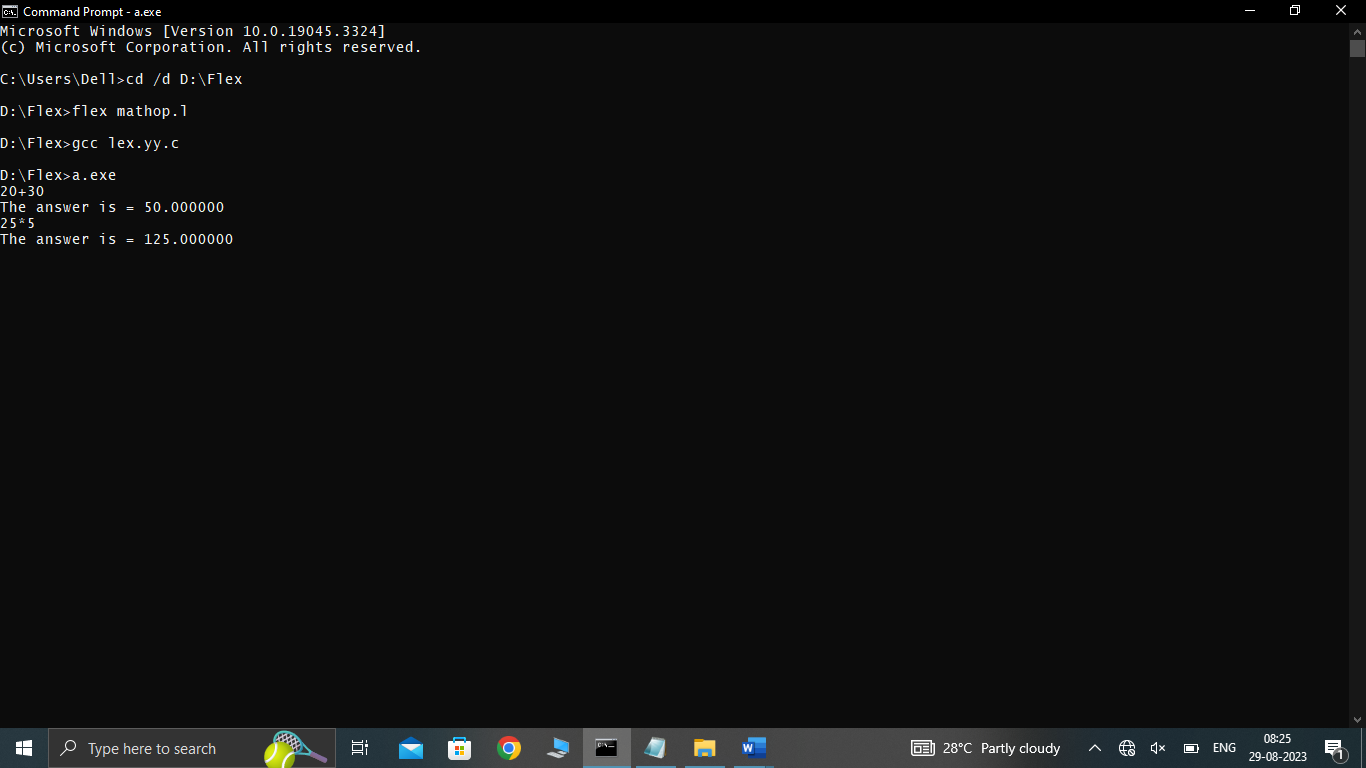 Command Prompt - a.exe
Microsoft Windows [Version 10.0.19045.3324]
(c) Microsoft Corporation. All rights reserved.
C:\Users\Dell>cd /d D:\Flex
D:\Flex>flex mathop.l
D:\Flex>gcc lex.yy.c
D:\Flex>a.exe
20+30
The answer is = 50.000000
25*5
The answer is = 125.000000
Type here to search
28°C Partly cloudy
ENG
08:25
29-08-2023
1